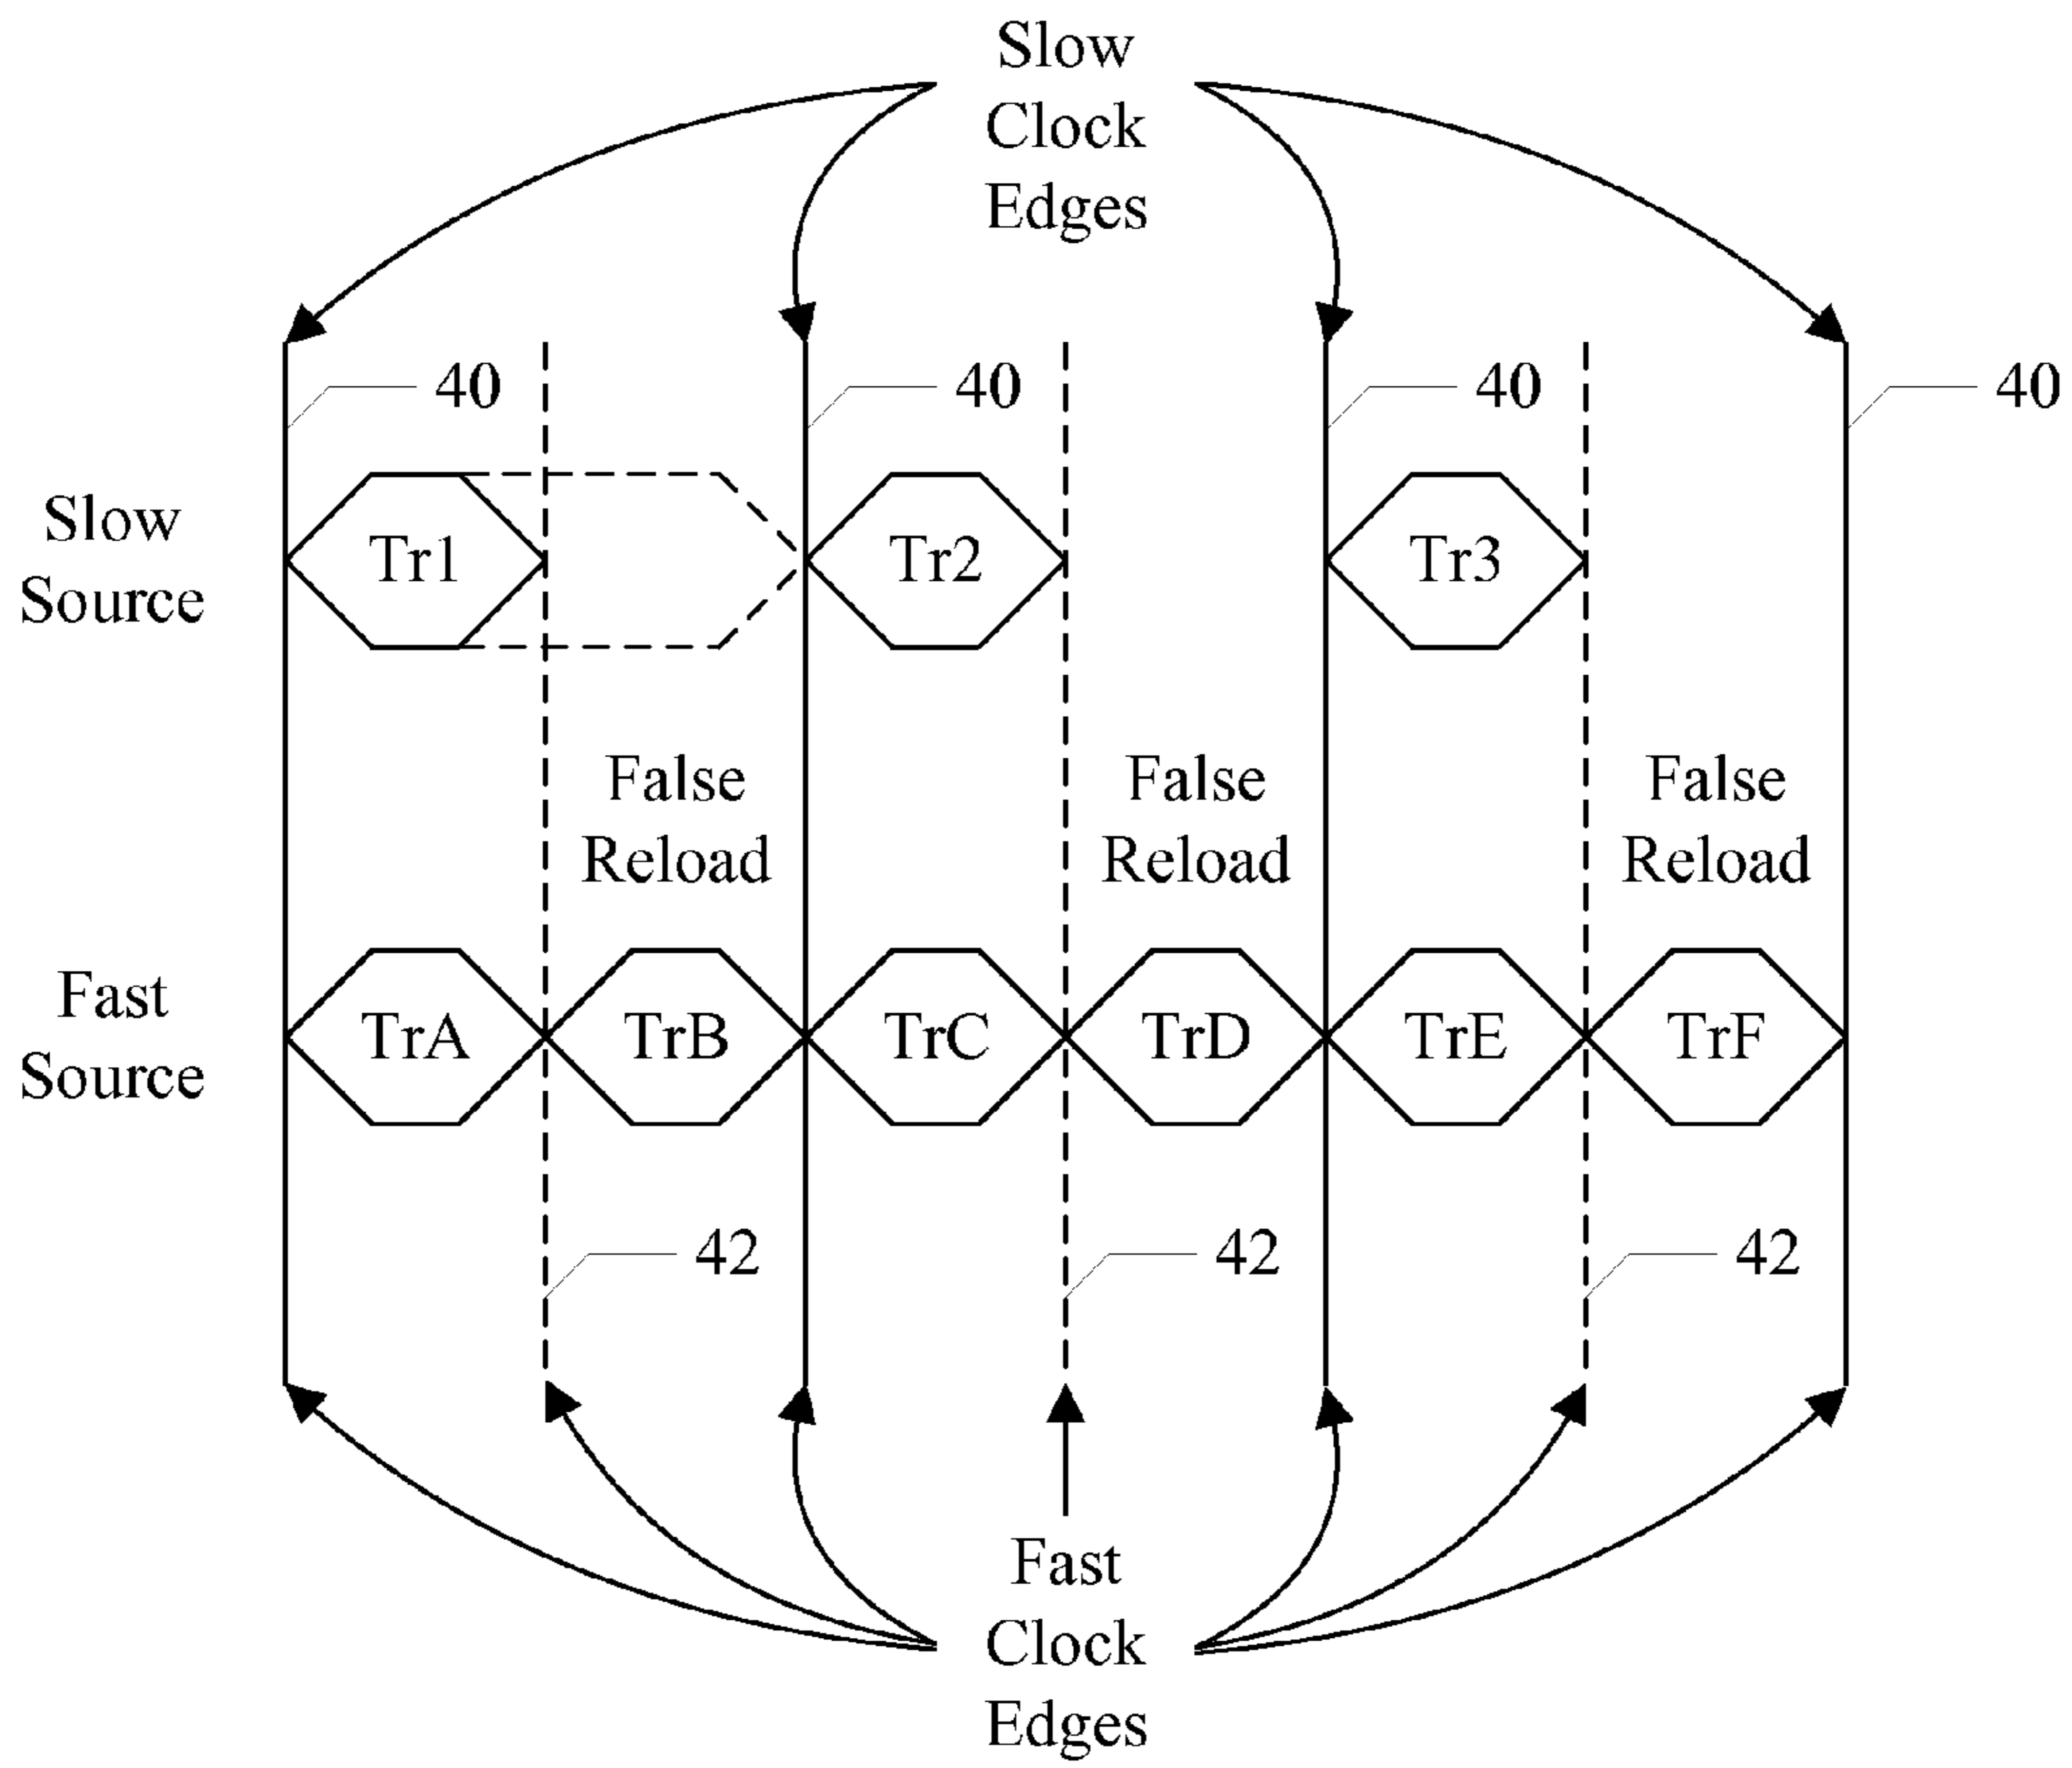 Slow
Clock
Edges
40 40 40 40
Slow
Source
Tr1 Tr2 Tr3
False
Reload
False
Reload
False
Reload
Fast
Source
TrA TrB TrC TrD TrE TrF
42 42 42
Fast
Clock
Edges